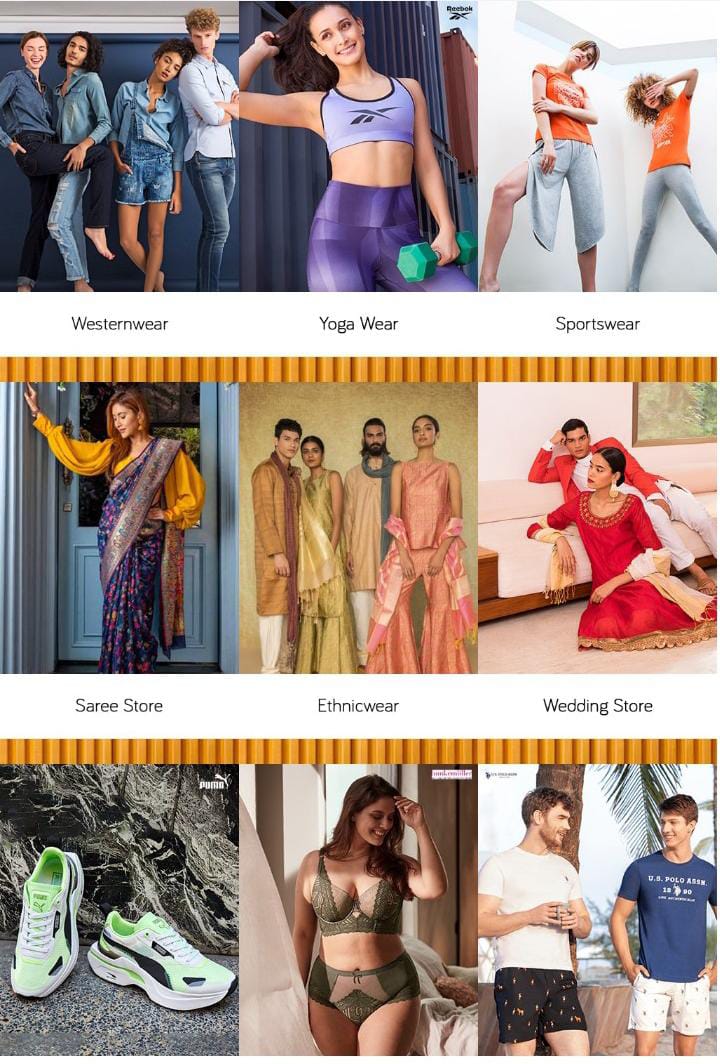 Reebok
Westernwear
Yoga Wear
Sportswear
Saree Store
Ethnicwear
Wedding Store
PUMA
hunkemöller
U.S. POLO ASSN.
U.S. POLO ASSN.
18 90